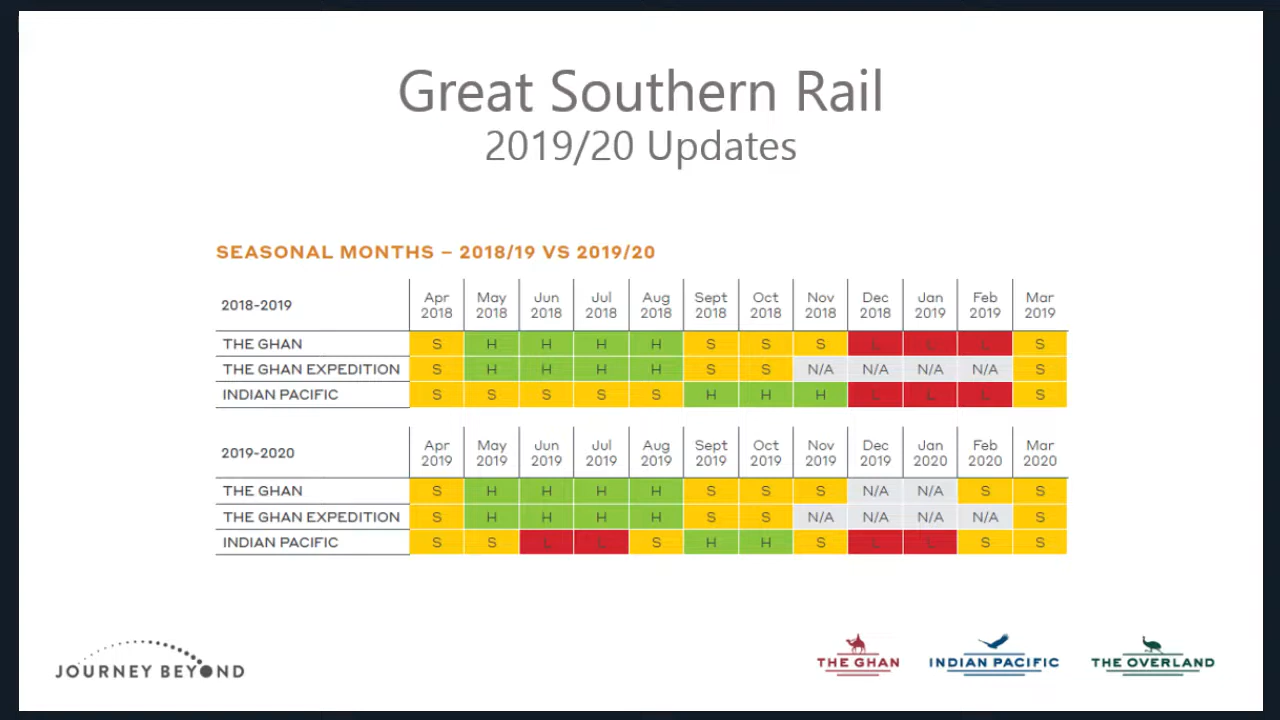 Great Southern Rail
2019/20 Updates
SEASONAL MONTHS – 2018/19 VS 2019/20
2018-2019 Apr 2018 May 2018 Jun 2018 Jul 2018 Aug 2018 Sept 2018 Oct 2018 Nov 2018 Dec 2018 Jan 2019 Feb 2019 Mar 2019
THE GHAN S H H H H S S S L L L S
THE GHAN EXPEDITION S H H H H S S N/A N/A N/A N/A S
INDIAN PACIFIC S S S S S H H H L L L S
2019-2020 Apr 2019 May 2019 Jun 2019 Jul 2019 Aug 2019 Sept 2019 Oct 2019 Nov 2019 Dec 2019 Jan 2020 Feb 2020 Mar 2020
THE GHAN S H H H H S S S N/A N/A S S
THE GHAN EXPEDITION S H H H H S S N/A N/A N/A N/A S
INDIAN PACIFIC S S L L S H H S L L S S
JOURNEY BEYOND
THE GHAN
INDIAN PACIFIC
THE OVERLAND